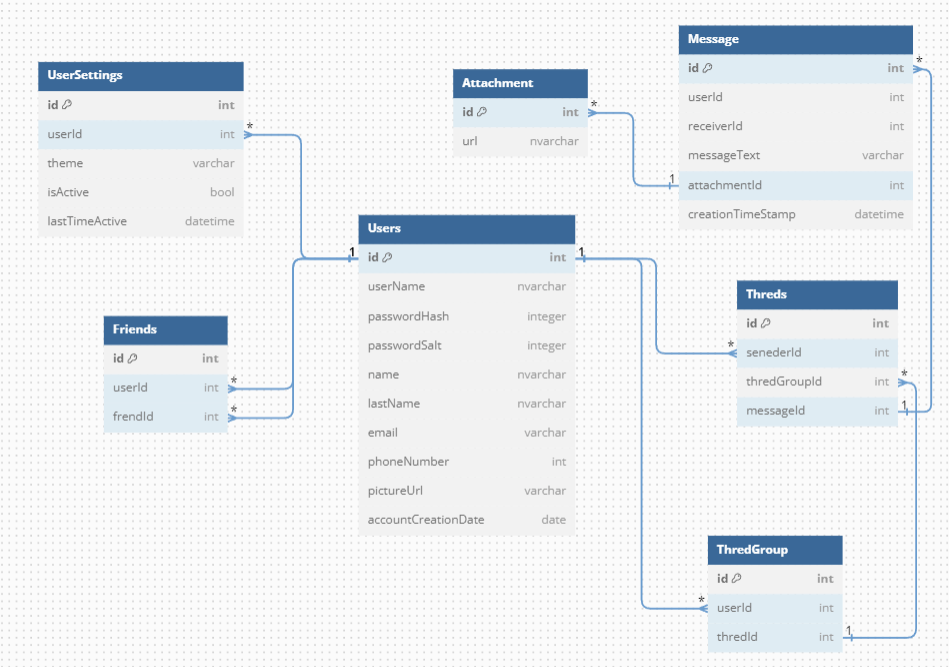 UserSettings
id int
userId int
theme varchar
isActive bool
lastTimeActive datetime
*
Attachment
id int
url nvarchar
*
Message
id int
userId int
receiverId int
messageText varchar
attachmentId int
creationTimeStamp datetime
*
1
Users
id int
userName nvarchar
passwordHash integer
passwordSalt integer
name nvarchar
lastName nvarchar
email varchar
phoneNumber int
pictureUrl varchar
accountCreationDate date
1
1
Friends
id int
userId int
frendId int
*
*
Threds
id int
senederId int
thredGroupId int
messageId int
*
*
1
ThredGroup
id int
userId int
thredId int
*
1